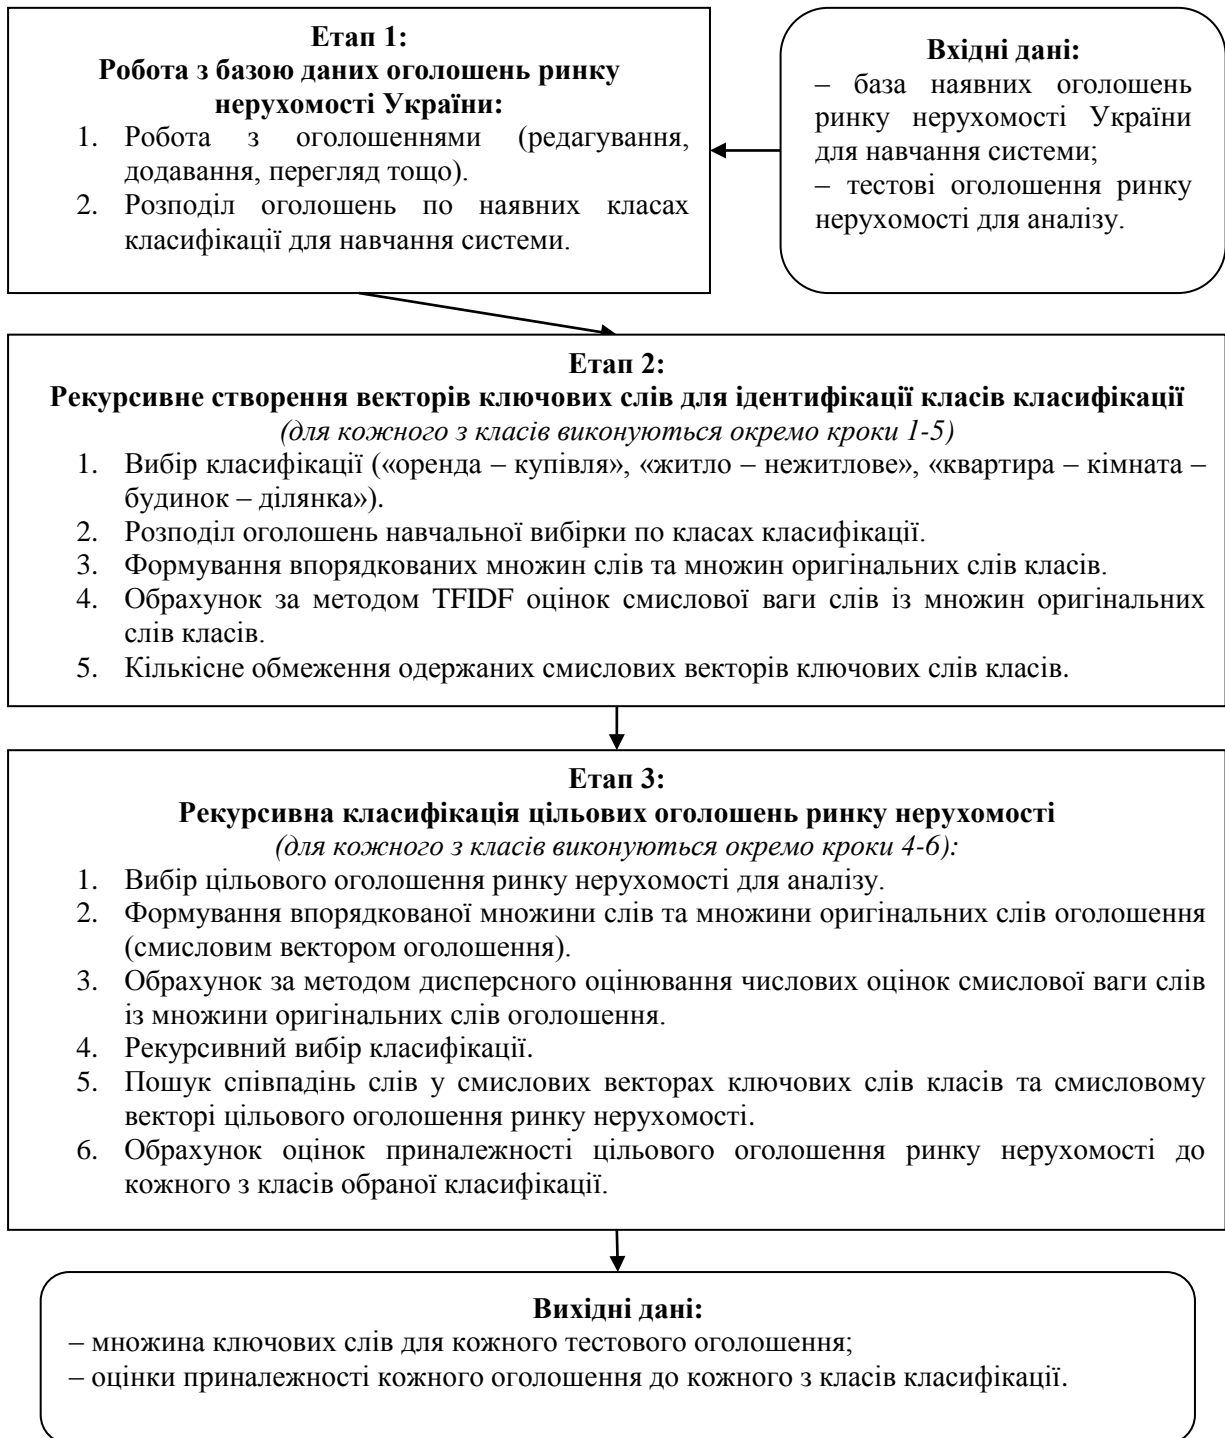 Етап 1:
Робота з базою даних оголошень ринку
нерухомості України:
1. Робота з оголошеннями (редагування,
додавання, перегляд тощо).
2. Розподіл оголошень по наявних класах
класифікації для навчання системи.
Вхідні дані:
– база наявних оголошень
ринку нерухомості України
для навчання системи;
– тестові оголошення ринку
нерухомості для аналізу.
Етап 2:
Рекурсивне створення векторів ключових слів для ідентифікації класів класифікації
(для кожного з класів виконуються окремо кроки 1-5)
1. Вибір класифікації («оренда – купівля», «житло – нежитлове», «квартира – кімната –
будинок – ділянка»).
2. Розподіл оголошень навчальної вибірки по класах класифікації.
3. Формування впорядкованих множин слів та множин оригінальних слів класів.
4. Обрахунок за методом TFIDF оцінок смислової ваги слів із множин оригінальних
слів класів.
5. Кількісне обмеження одержаних смислових векторів ключових слів класів.
Етап 3:
Рекурсивна класифікація цільових оголошень ринку нерухомості
(для кожного з класів виконуються окремо кроки 4-6):
1. Вибір цільового оголошення ринку нерухомості для аналізу.
2. Формування впорядкованої множини слів та множини оригінальних слів оголошення
(смисловим вектором оголошення).
3. Обрахунок за методом дисперсного оцінювання числових оцінок смислової ваги слів
із множини оригінальних слів оголошення.
4. Рекурсивний вибір класифікації.
5. Пошук співпадінь слів у смислових векторах ключових слів класів та смисловому
векторі цільового оголошення ринку нерухомості.
6. Обрахунок оцінок приналежності цільового оголошення ринку нерухомості до
кожного з класів обраної класифікації.
Вихідні дані:
– множина ключових слів для кожного тестового оголошення;
– оцінки приналежності кожного оголошення до кожного з класів класифікації.